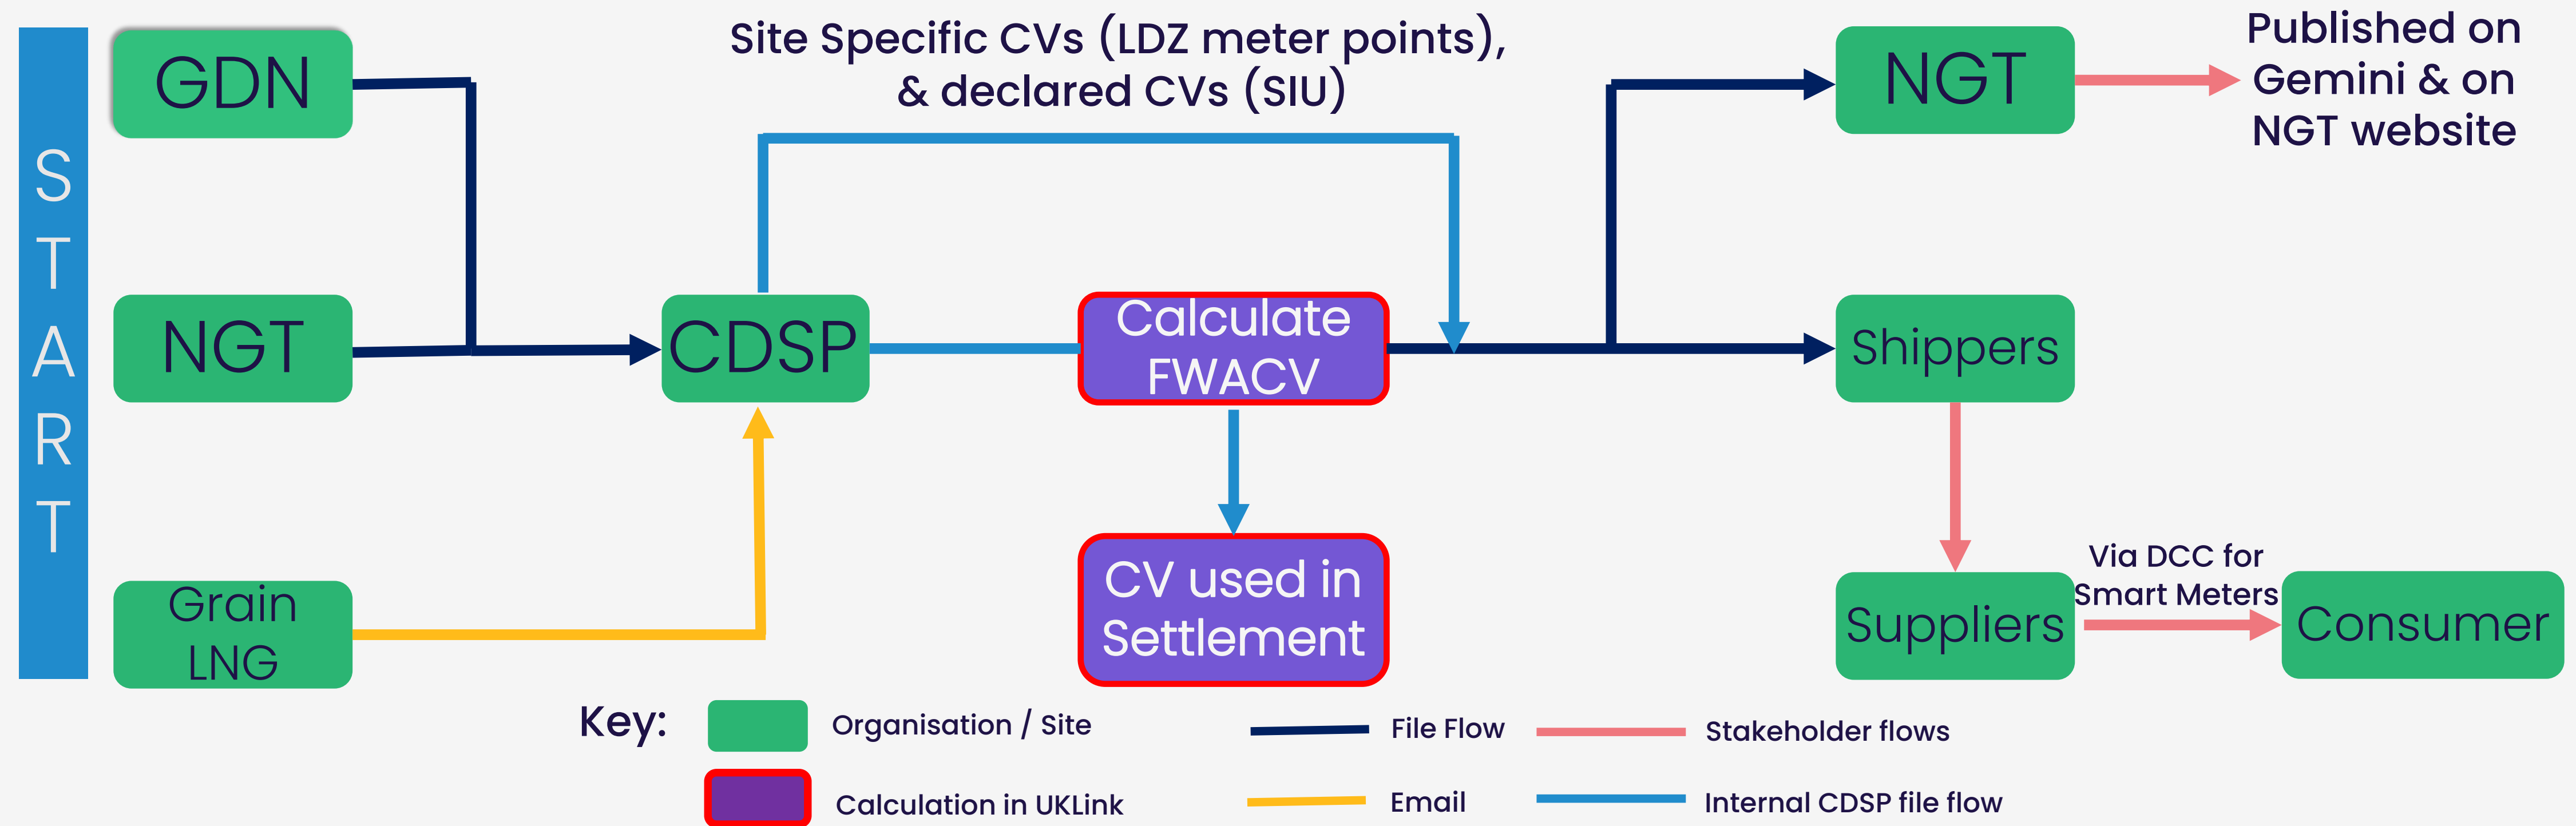 START
GDN
NGT
Grain
LNG
CDSP
Site Specific CVs (LDZ meter points),
& declared CVs (SIU)
Calculate
FWACV
CV used in
Settlement
NGT
Published on
Gemini & on
NGT website
Shippers
Suppliers
Via DCC for
Smart Meters
Consumer
Key:
Organisation / Site
Calculation in UKLink
File Flow
Email
Stakeholder flows
Internal CDSP file flow